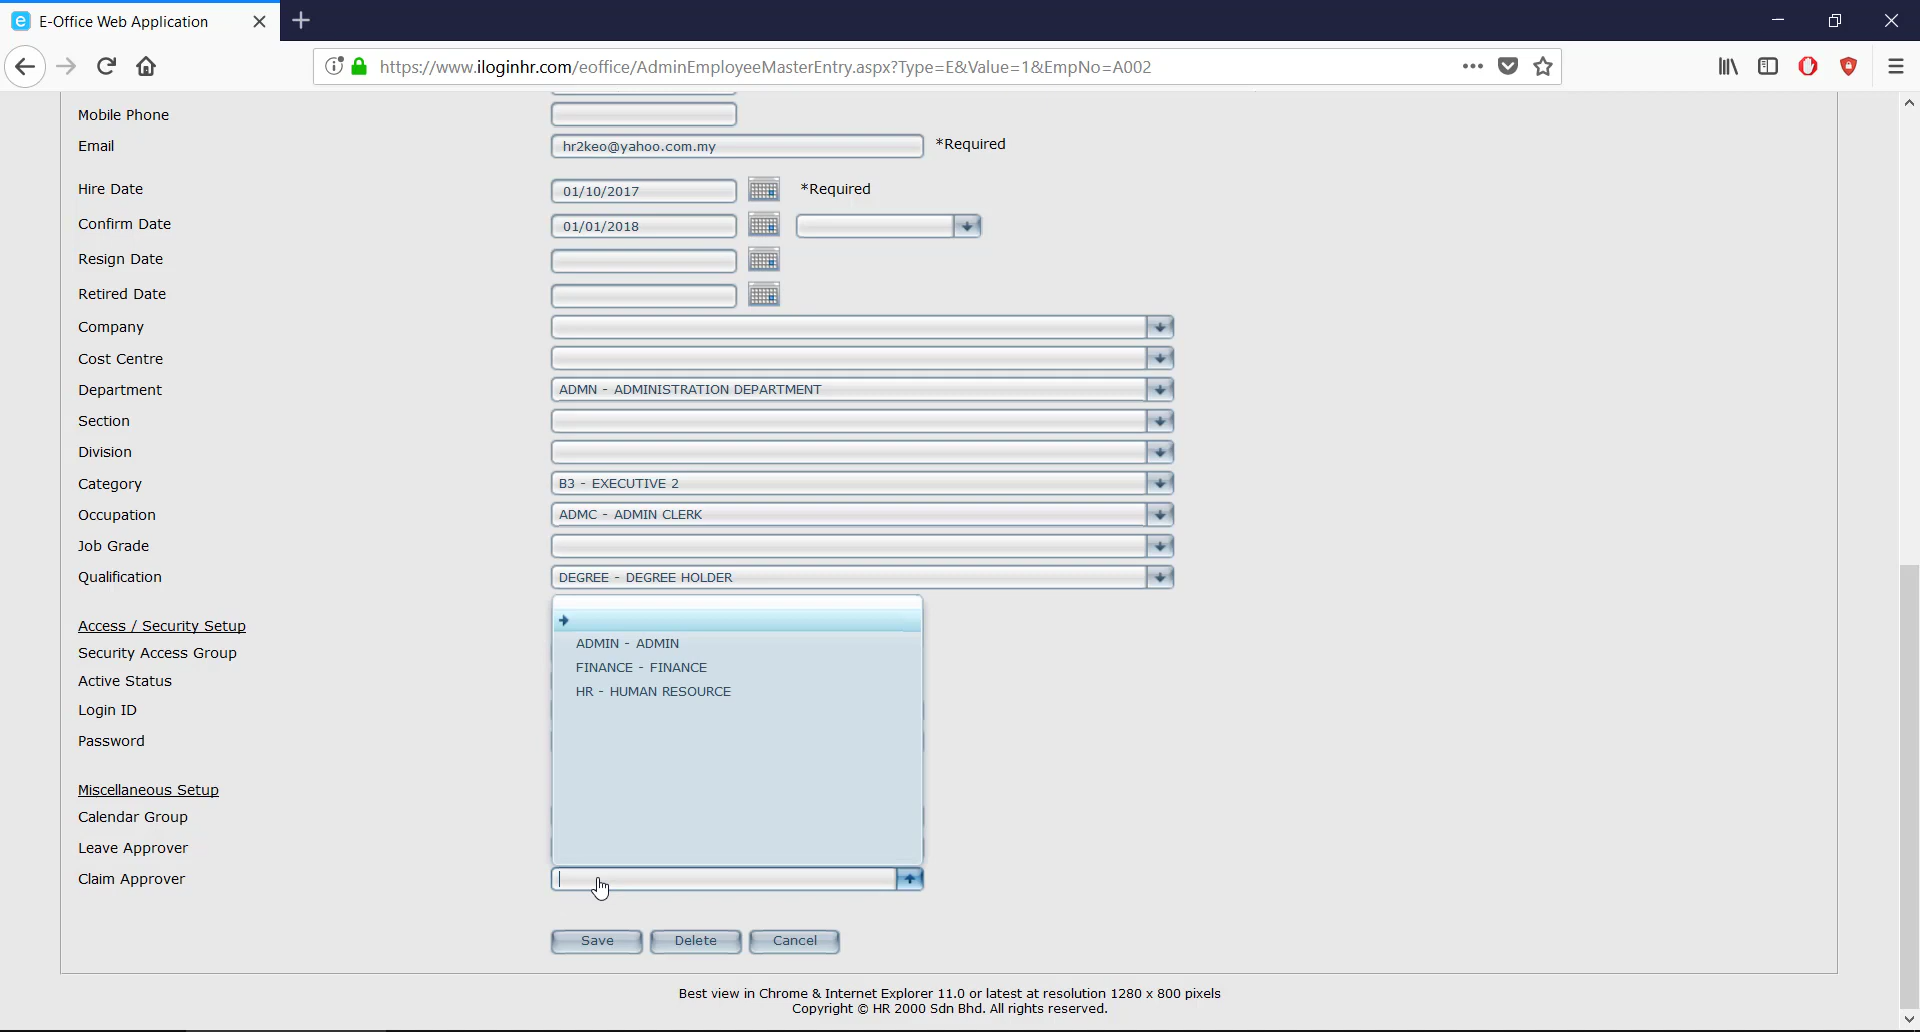 E-Office Web Application
https://www.iloginhr.com/eoffice/AdminEmployeeMasterEntry.aspx?Type=E&Value=1&EmpNo=A002
Mobile Phone
Email hr2keo@yahoo.com.my *Required
Hire Date 01/10/2017 *Required
Confirm Date 01/01/2018
Resign Date
Retired Date
Company
Cost Centre
Department ADMN - ADMINISTRATION DEPARTMENT
Section
Division
Category B3 - EXECUTIVE 2
Occupation ADMC - ADMIN CLERK
Job Grade
Qualification DEGREE - DEGREE HOLDER
Access / Security Setup
ADMIN - ADMIN
Security Access Group
FINANCE - FINANCE
Active Status
HR - HUMAN RESOURCE
Login ID
Password
Miscellaneous Setup
Calendar Group
Leave Approver
Claim Approver
Save Delete Cancel
Best view in Chrome & Internet Explorer 11.0 or latest at resolution 1280 x 800 pixels
Copyright © HR 2000 Sdn Bhd. All rights reserved.